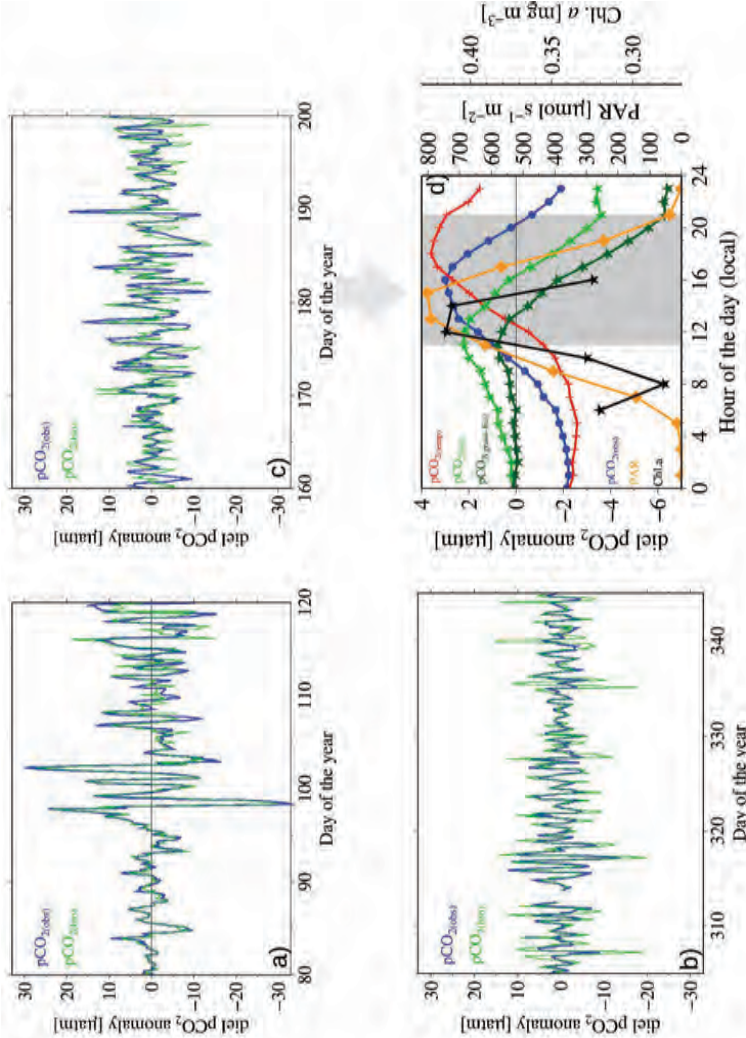 pCO2(obs)
pCO2(bio)
a)
30
20
10
0
−10
−20
−30
diel pCO2 anomaly [μatm]
80 90 100 110 120
Day of the year
pCO2(obs)
pCO2(bio)
c)
30
20
10
0
−10
−20
−30
diel pCO2 anomaly [μatm]
160 170 180 190 200
Day of the year
pCO2(obs)
pCO2(bio)
b)
30
20
10
0
−10
−20
−30
diel pCO2 anomaly [μatm]
310 320 330 340
Day of the year
d)
pCO2(temp)
pCO2(obs)
PAR
Chl.a
4
2
0
−2
−4
−6
diel pCO2 anomaly [μatm]
0 4 8 12 16 20 24
Hour of the day (local)
800
700
600
500
400
300
200
100
0
PAR [μmol s−1 m−2]
0.40
0.35
0.30
Chl. a [mg m−3]